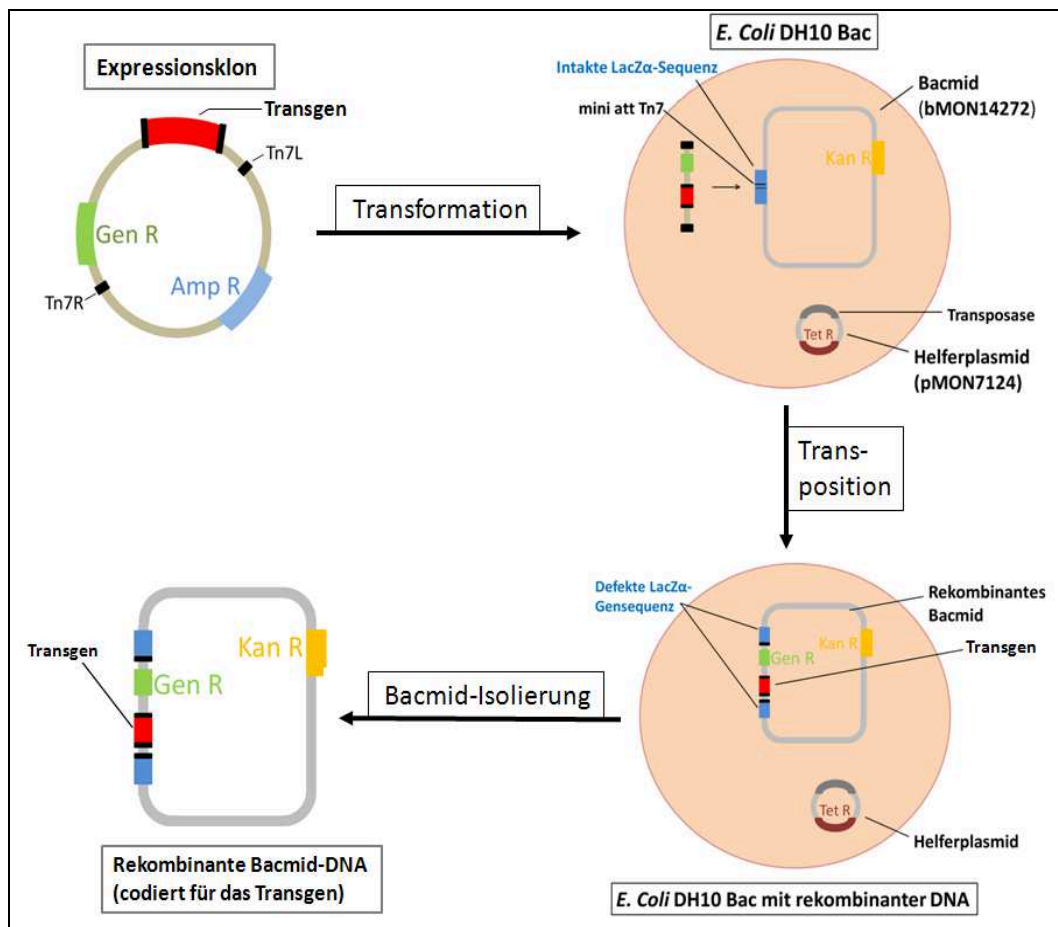 Expressionsklon
Transgen
Tn7L
Gen R
Tn7R
Amp R
Transformation
E. Coli DH10 Bac
Intakte LacZα-Sequenz
mini att Tn7
Bacmid
(bMON14272)
Kan R
Transposase
Tet R
Helferplasmid
(pMON7124)
Trans-
position
Defekte LacZα-
Gensequenz
Rekombinantes
Bacmid
Kan R
Gen R
Transgen
Tet R
Helferplasmid
E. Coli DH10 Bac mit rekombinanter DNA
Bacmid-Isolierung
Kan R
Transgen
Gen R
Rekombinante Bacmid-DNA
(codiert für das Transgen)